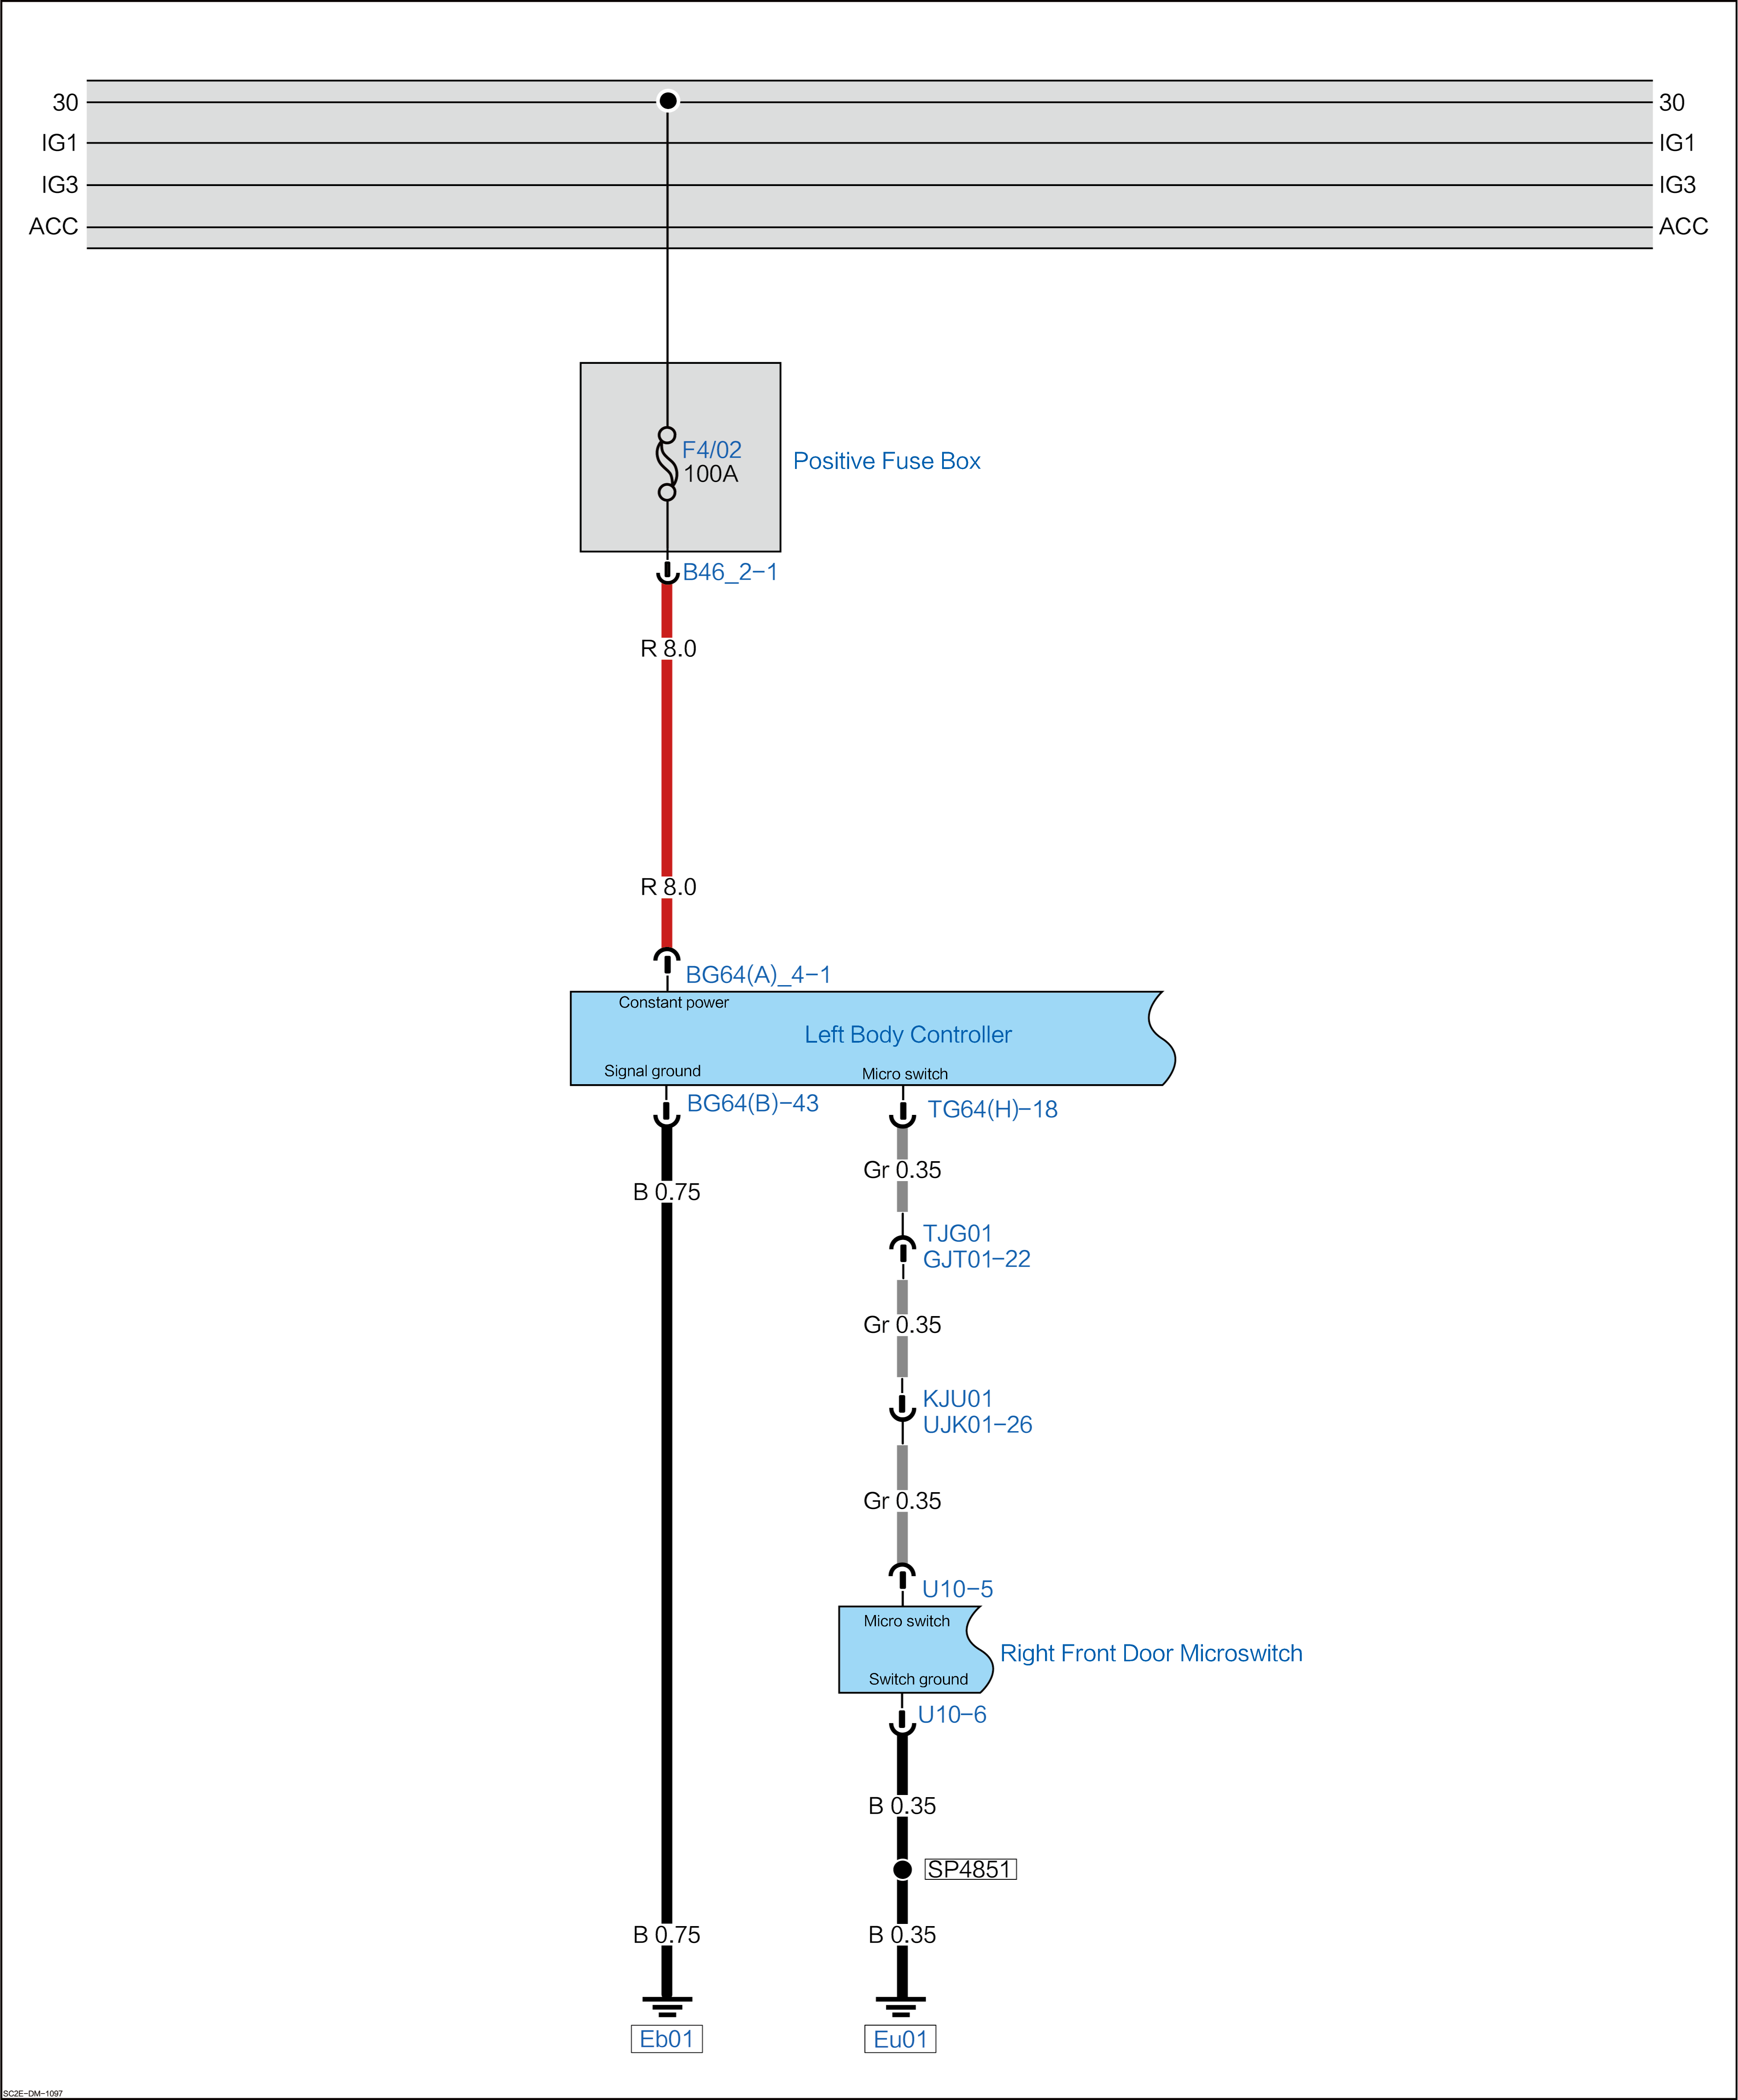 30
30
IG1
IG1
IG3
IG3
ACC
ACC
F4/02
100A
Positive Fuse Box
B46_2-1
R 8.0
R 8.0
BG64(A)_4-1
Constant power
Left Body Controller
Signal ground
Micro switch
BG64(B)-43
TG64(H)-18
Gr 0.35
B 0.75
TJG01
GJT01-22
Gr 0.35
KJU01
UJK01-26
Gr 0.35
U10-5
Micro switch
Right Front Door Microswitch
Switch ground
U10-6
B 0.35
SP4851
B 0.75
B 0.35
Eb01
Eu01
SC2E-DM-1097